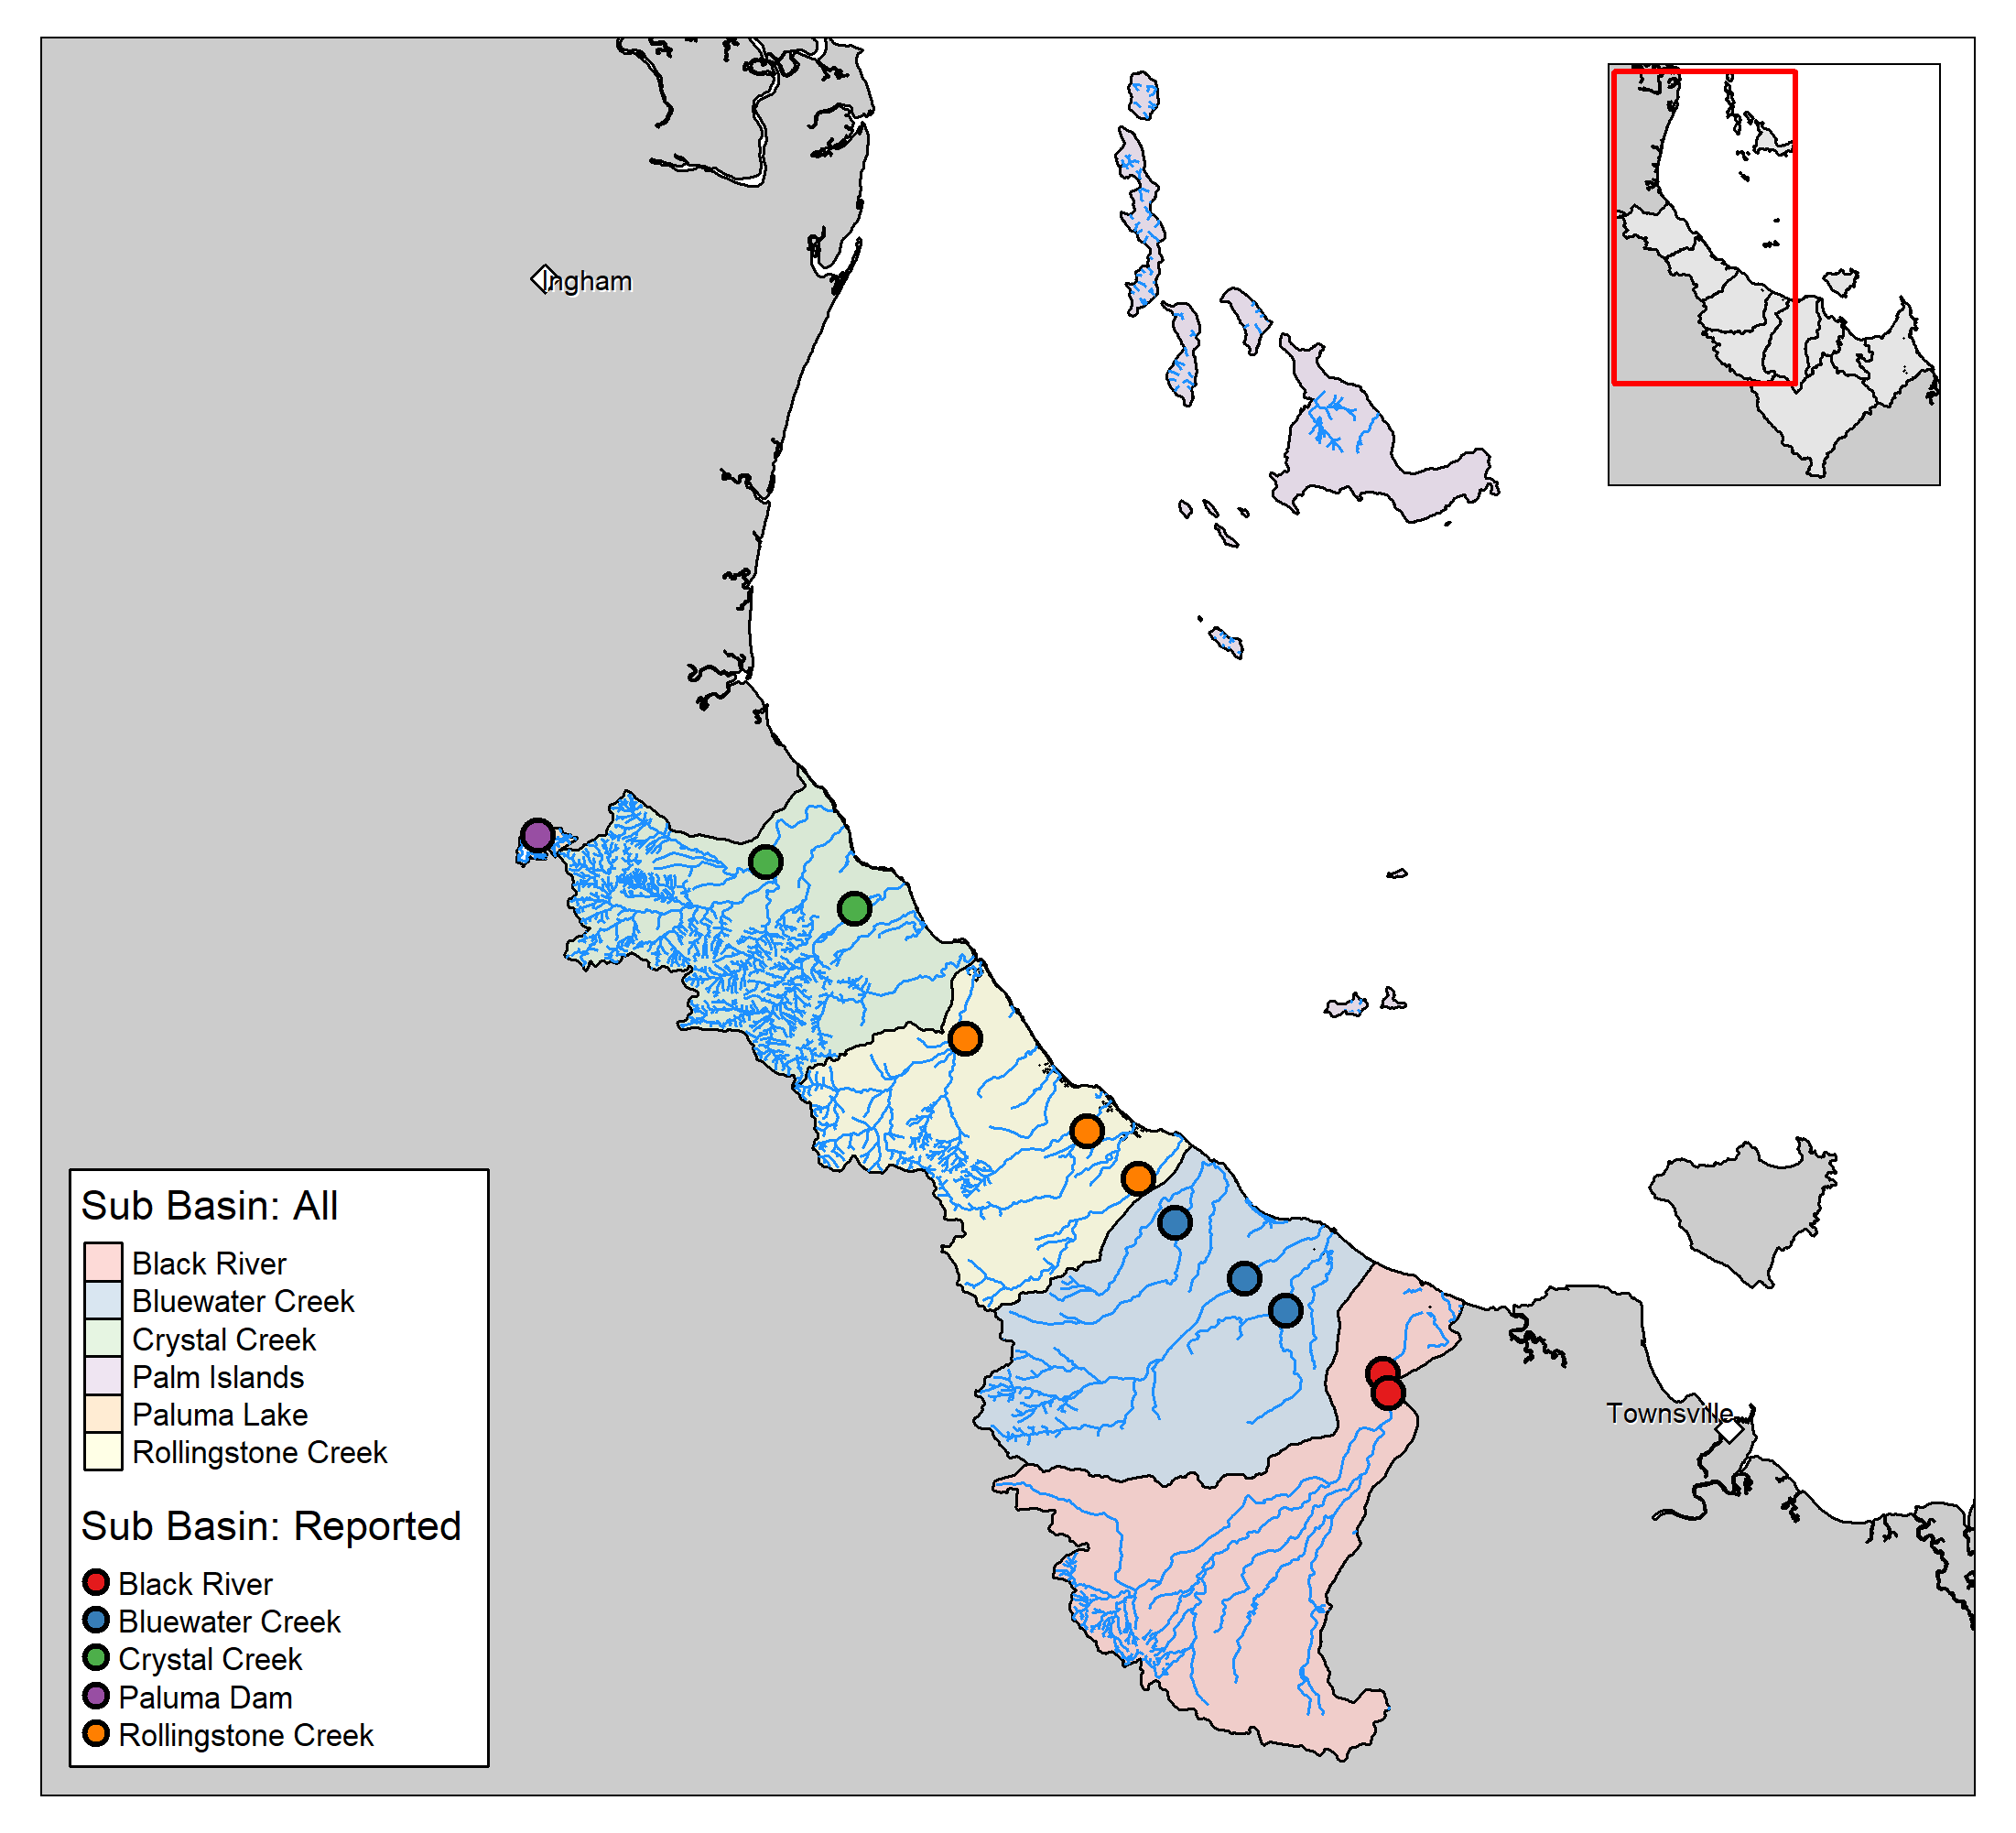 Ingham
Townsville
Sub Basin: All
Black River
Bluewater Creek
Crystal Creek
Palm Islands
Paluma Lake
Rollingstone Creek
Sub Basin: Reported
Black River
Bluewater Creek
Crystal Creek
Paluma Dam
Rollingstone Creek